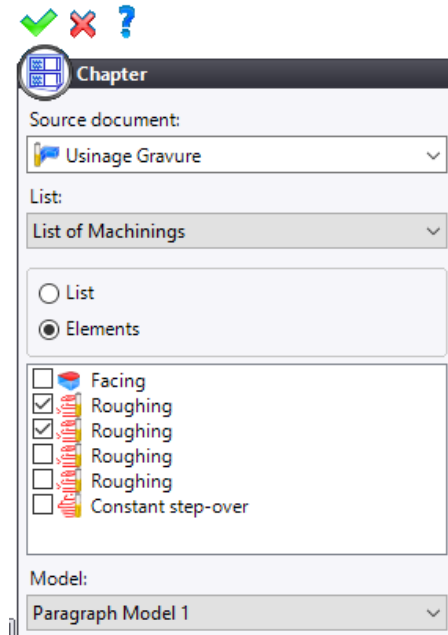 ?
Chapter
Source document:
Usinage Gravure
List:
List of Machinings
List
Elements
Facing
Roughing
Roughing
Roughing
Roughing
Constant step-over
Model:
Paragraph Model 1